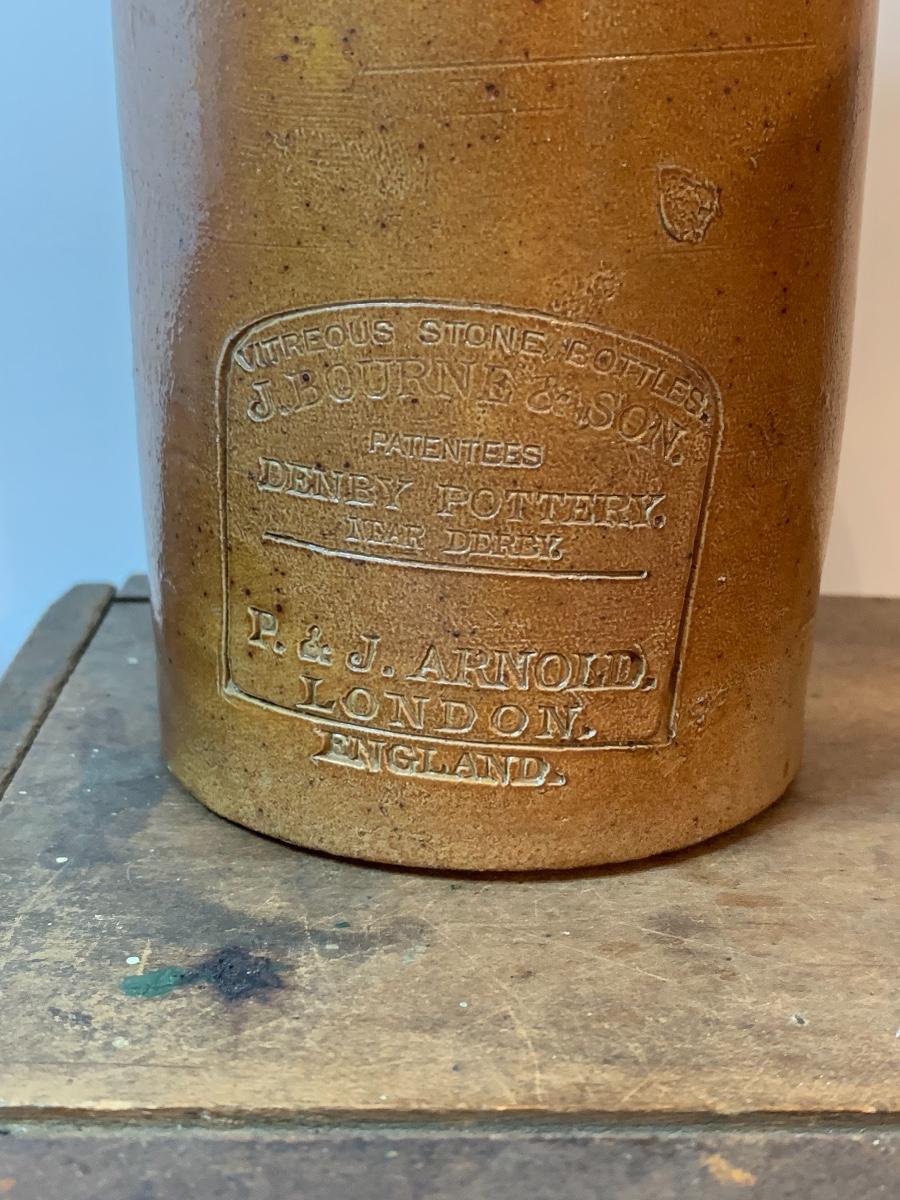 VITREOUS STONE BOTTLES,
J. BOURNE & SON.
PATENTEES
DENBY POTTERY,
NEAR DERBY.
P. & J. ARNOLD,
LONDON.
ENGLAND.